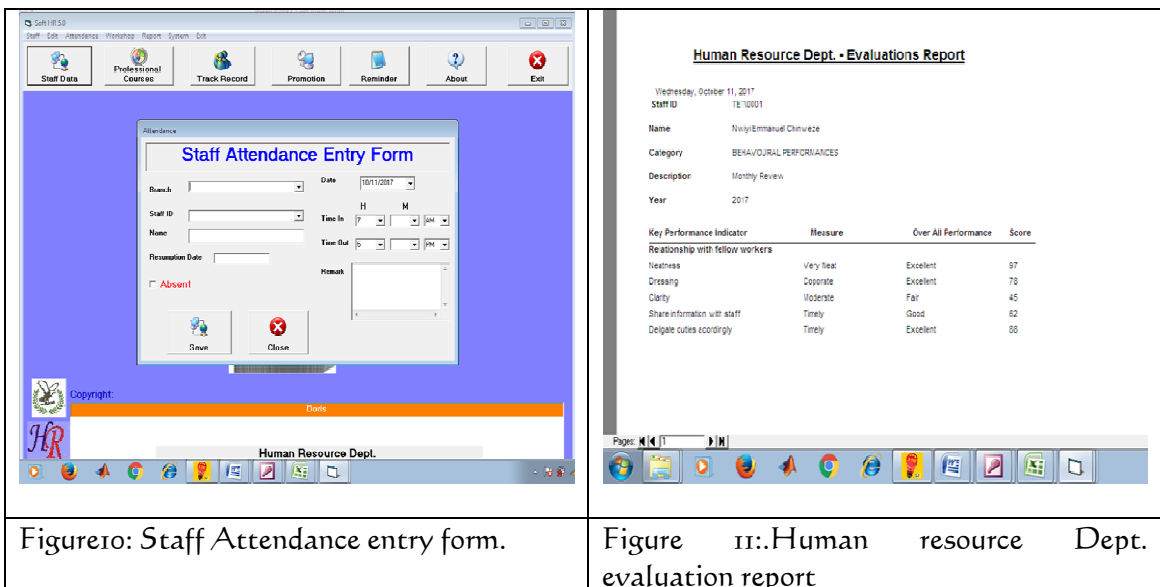 Soft HR 5.0
Staff Edit Attendance Workshop Report System Exit
Staff Data
Professional Courses
Track Record
Promotion
Reminder
About
Exit
Attendance
Staff Attendance Entry Form
Branch
Date 10/11/2017
H M
Staff ID
Time In 7 AM
Name
Time Out 5 PM
Resumption Date
Remark
Absent
Save Close
Copyright:
Doris
HR
Human Resource Dept.
Human Resource Dept. - Evaluations Report
Wednesday, October 11, 2017
Staff ID TET\0001
Name Nwiyi Emmanuel Chinweze
Category BEHAVOURAL PERFORMANCES
Description Monthly Review
Year 2017
Key Performance Indicator Measure Over All Performance Score
Relationship with fellow workers
Neatness Very Neat Excellent 97
Dressing Coporate Excellent 78
Clarity Moderate Fair 45
Share information with staff Timely Good 62
Delgate duties acordingly Timely Excellent 88
Pages: 1
Figure10: Staff Attendance entry form.
Figure 11:.Human resource Dept.
evaluation report